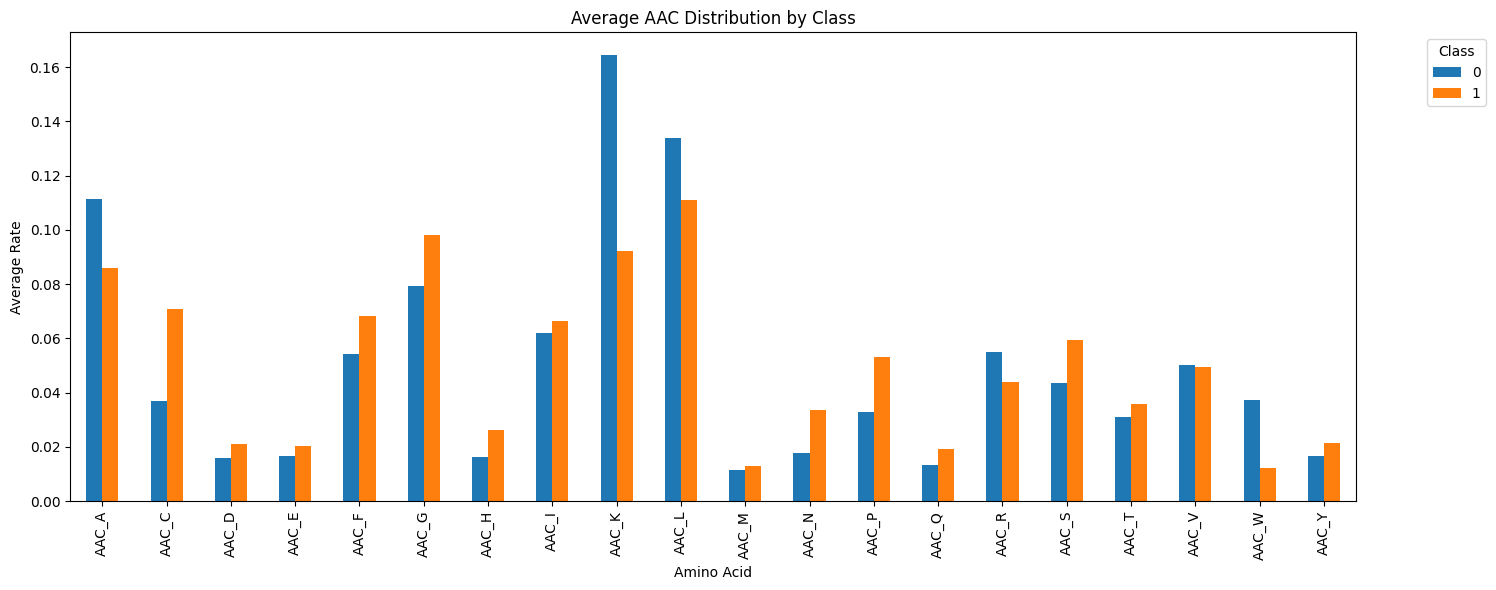 Average AAC Distribution by Class
Class
0
1
Average Rate
0.16
0.14
0.12
0.10
0.08
0.06
0.04
0.02
0.00
AAC_A
AAC_C
AAC_D
AAC_E
AAC_F
AAC_G
AAC_H
AAC_I
AAC_K
AAC_L
AAC_M
AAC_N
AAC_P
AAC_Q
AAC_R
AAC_S
AAC_T
AAC_V
AAC_W
AAC_Y
Amino Acid